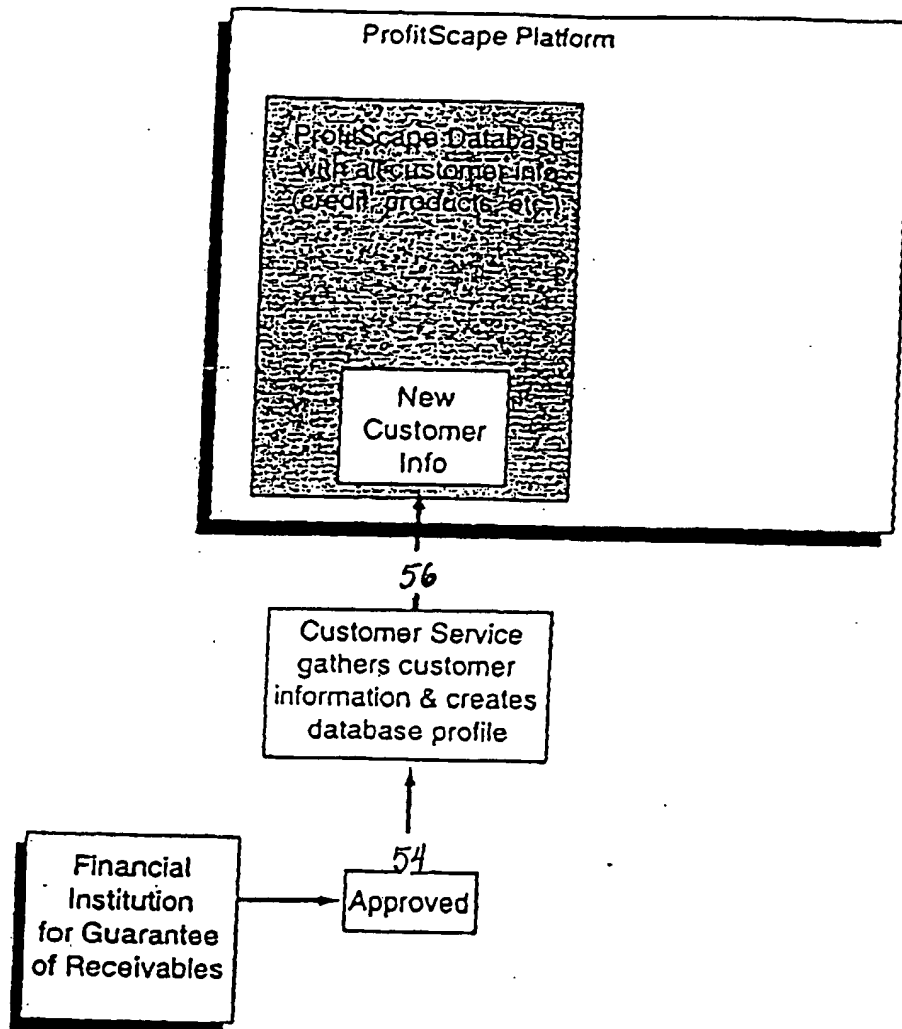 ProfitScape Platform
ProfitScape Database
with all customer info
(credit, products, etc.)
New
Customer
Info
56
Customer Service
gathers customer
information & creates
database profile
54
Approved
Financial
Institution
for Guarantee
of Receivables